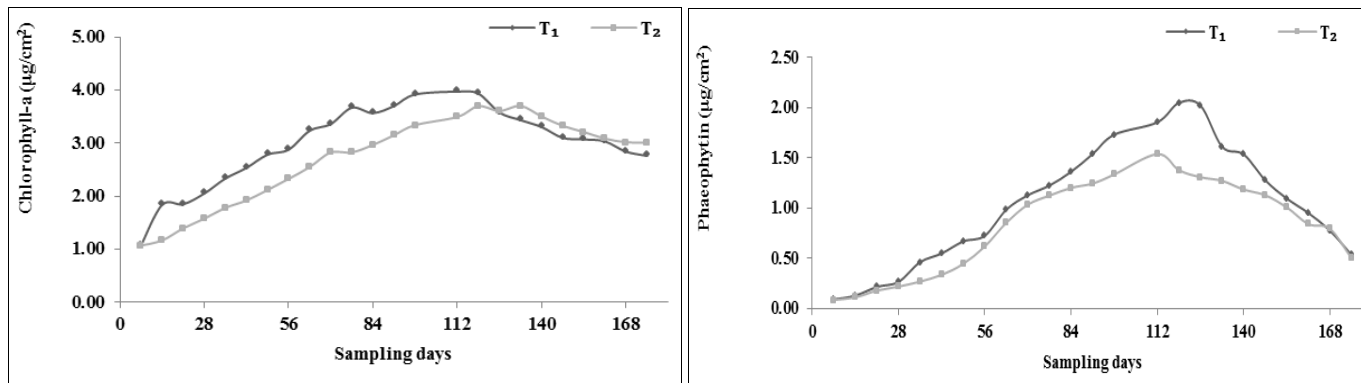 T₁ T₂
Chlorophyll-a (µg/cm²)
5.00
4.00
3.00
2.00
1.00
0.00
0 28 56 84 112 140 168
Sampling days
T₁ T₂
Phaeophytin (µg/cm²)
2.50
2.00
1.50
1.00
0.50
0.00
0 28 56 84 112 140 168
Sampling days